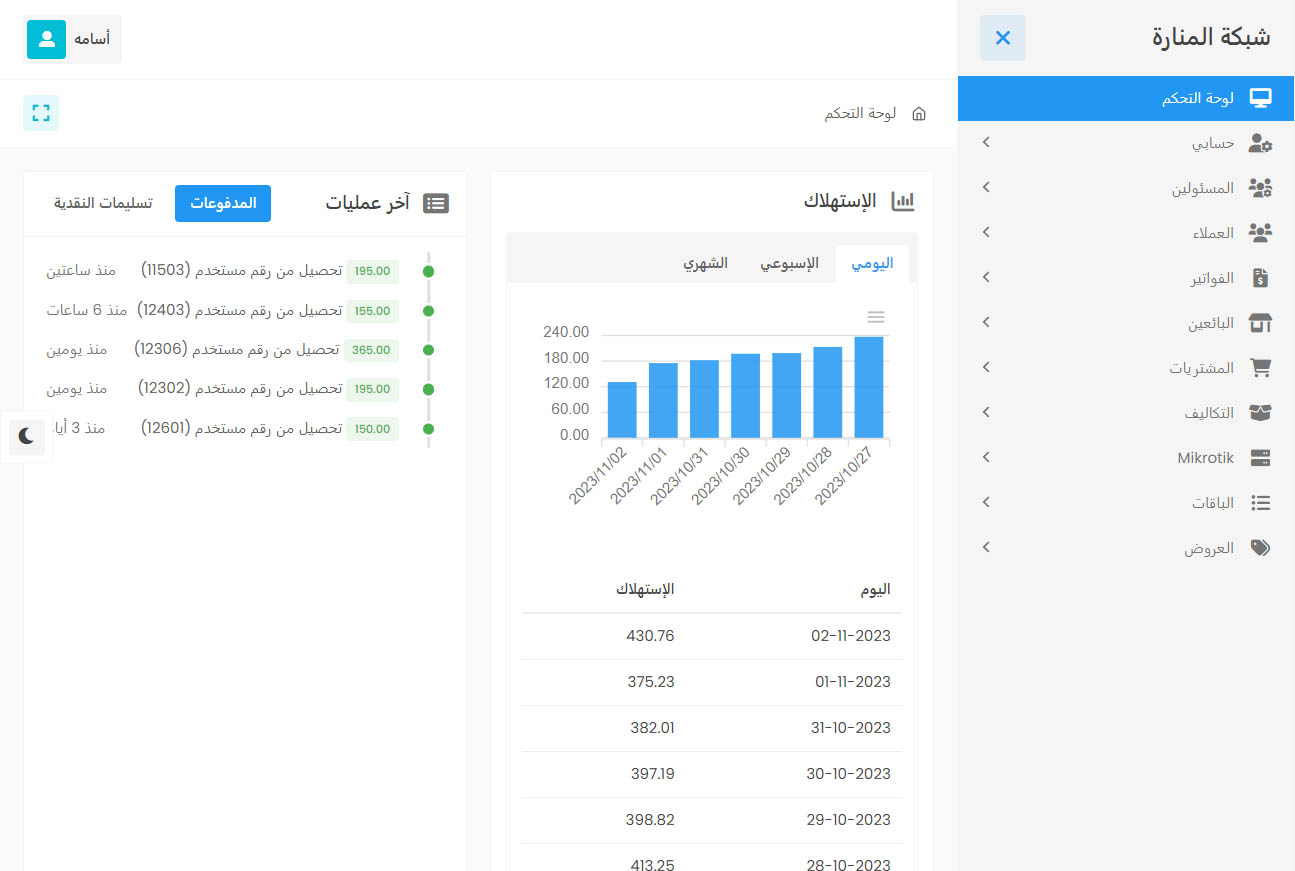 شبكة المنارة
لوحة التحكم
حسابي
المسئولين
العملاء
الفواتير
البائعين
المشتريات
التكاليف
Mikrotik
الباقات
العروض
أسامه
لوحة التحكم
الإستهلاك
اليومي الإسبوعي الشهري
240.00
180.00
120.00
60.00
0.00
2023/10/27
2023/10/28
2023/10/29
2023/10/30
2023/10/31
2023/11/01
2023/11/02
اليوم الإستهلاك
02-11-2023 430.76
01-11-2023 375.23
31-10-2023 382.01
30-10-2023 397.19
29-10-2023 398.82
28-10-2023 413.25
آخر عمليات المدفوعات تسليمات النقدية
195.00 تحصيل من رقم مستخدم (11503) منذ ساعتين
155.00 تحصيل من رقم مستخدم (12403) منذ 6 ساعات
365.00 تحصيل من رقم مستخدم (12306) منذ يومين
195.00 تحصيل من رقم مستخدم (12302) منذ يومين
150.00 تحصيل من رقم مستخدم (12601) منذ 3